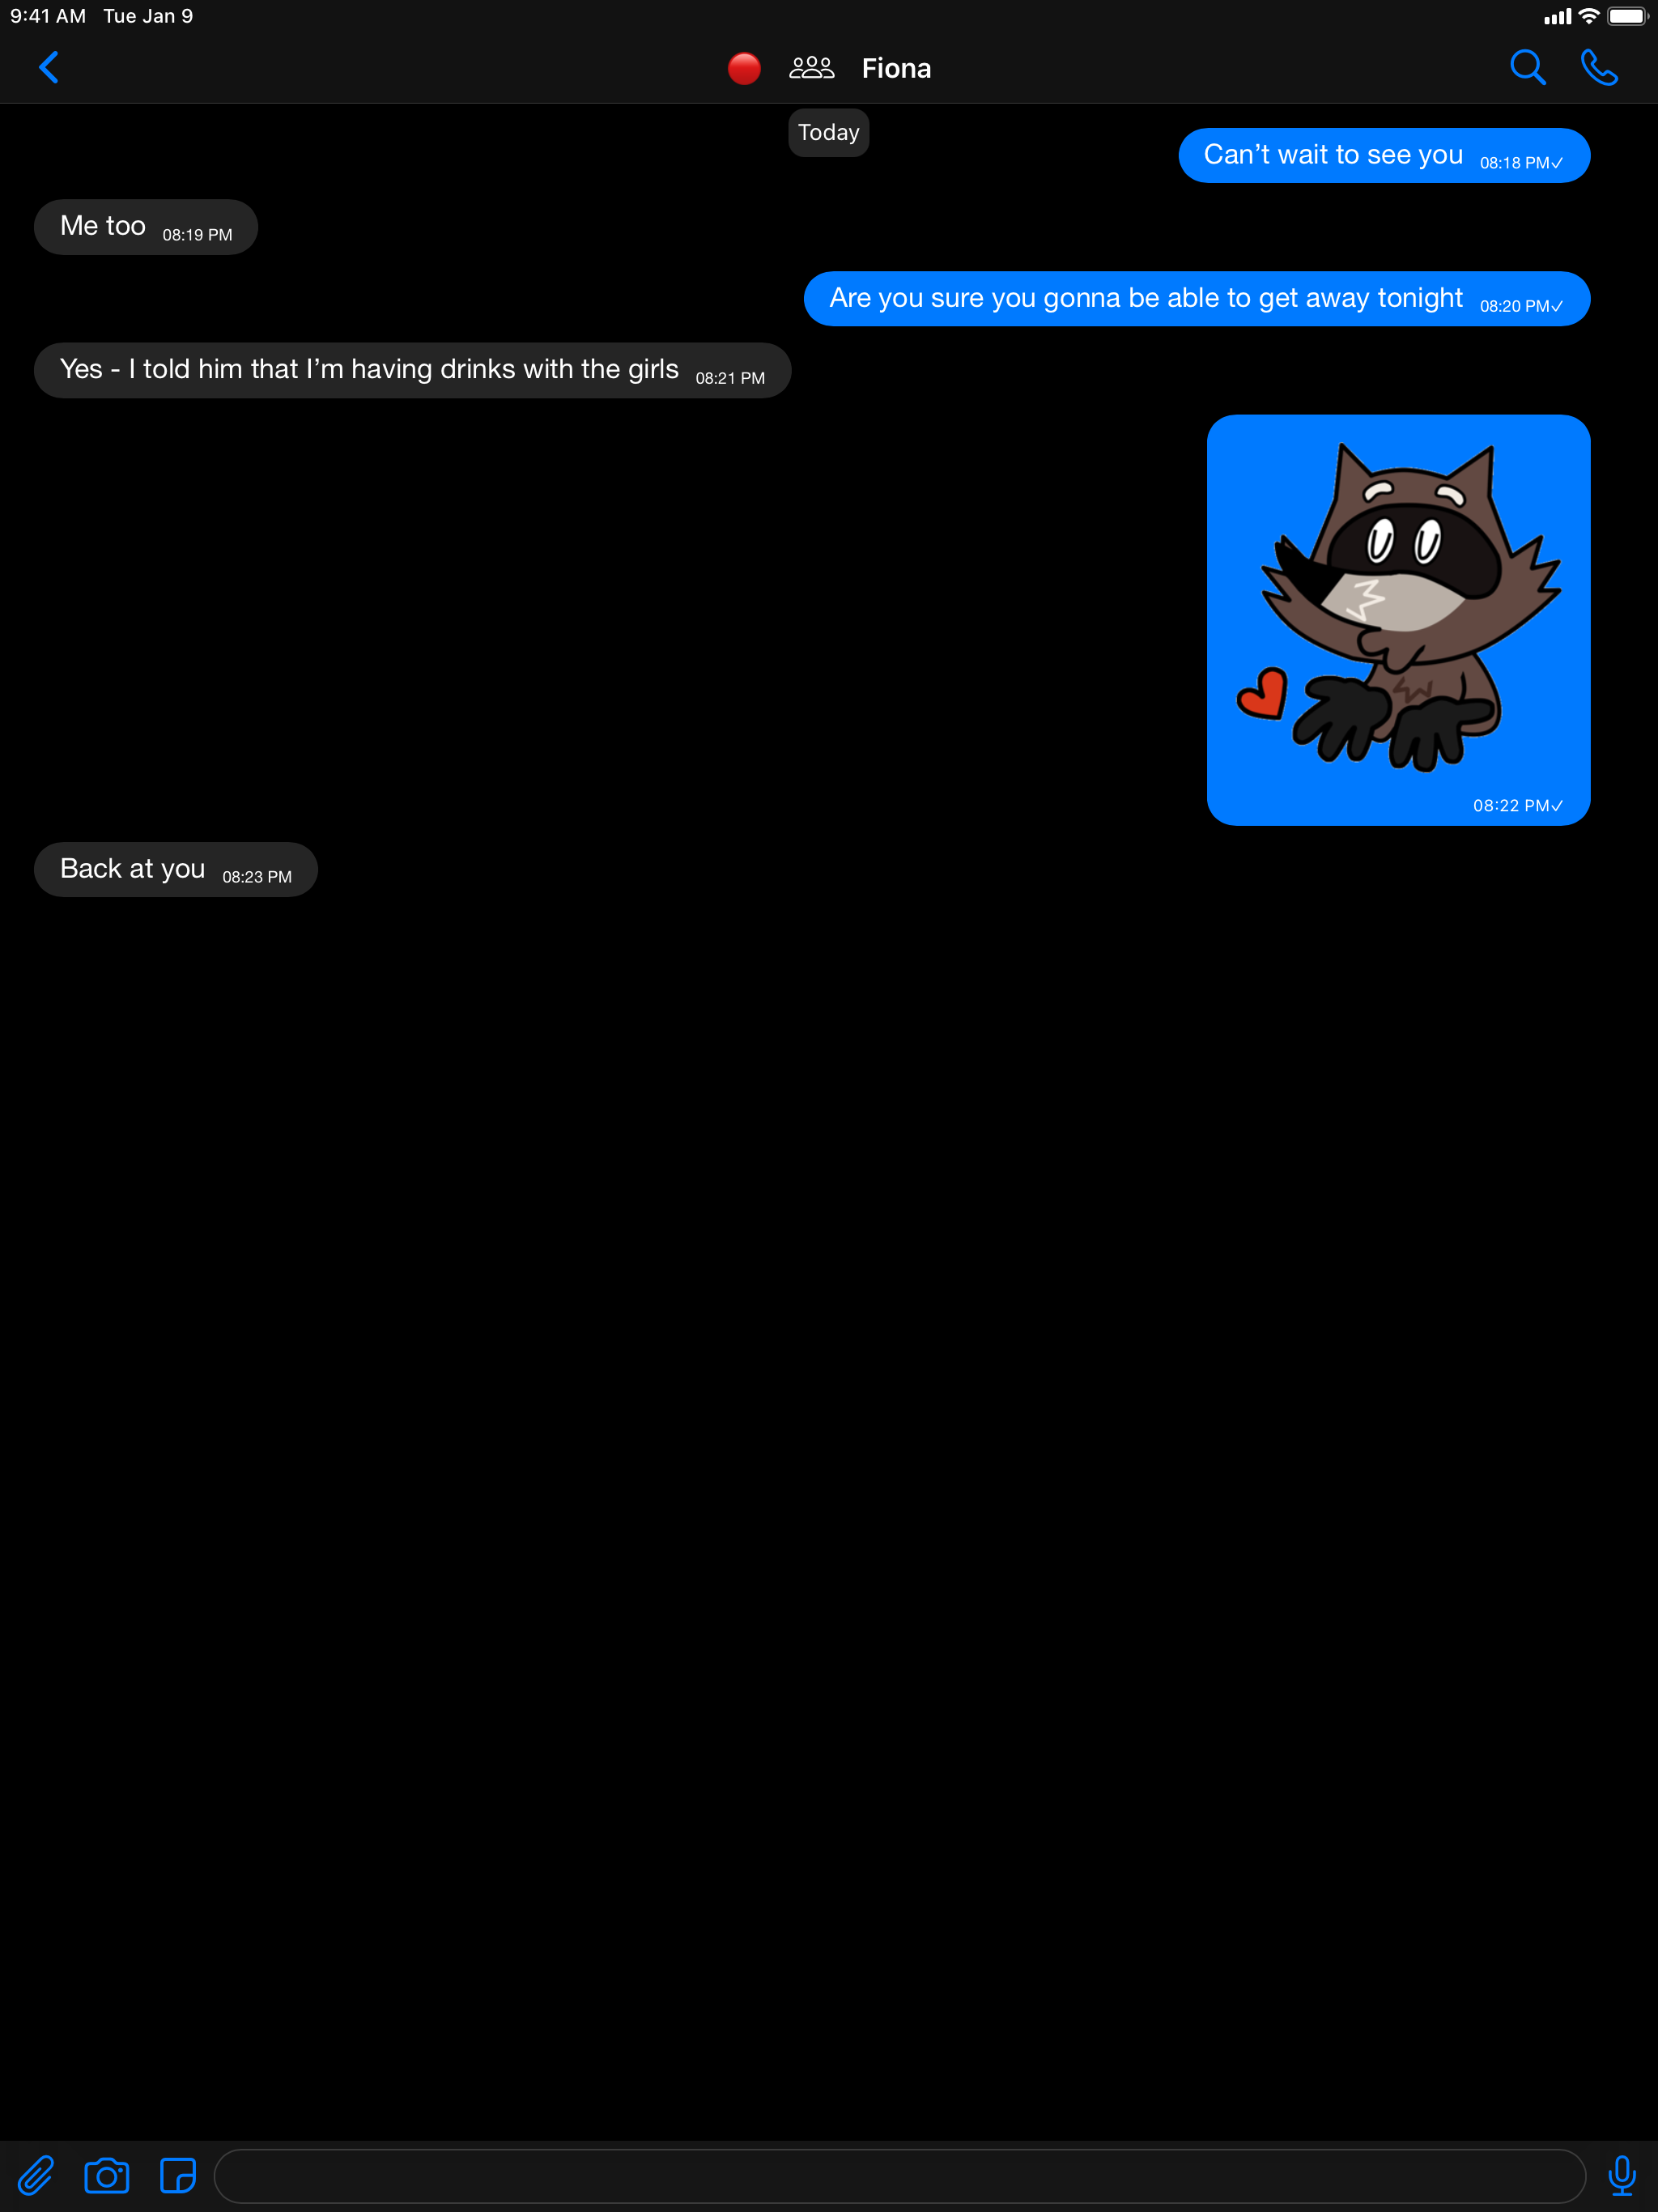 9:41 AM Tue Jan 9
Fiona
Today
Can’t wait to see you 08:18 PM✓
Me too 08:19 PM
Are you sure you gonna be able to get away tonight 08:20 PM✓
Yes - I told him that I’m having drinks with the girls 08:21 PM
08:22 PM✓
Back at you 08:23 PM